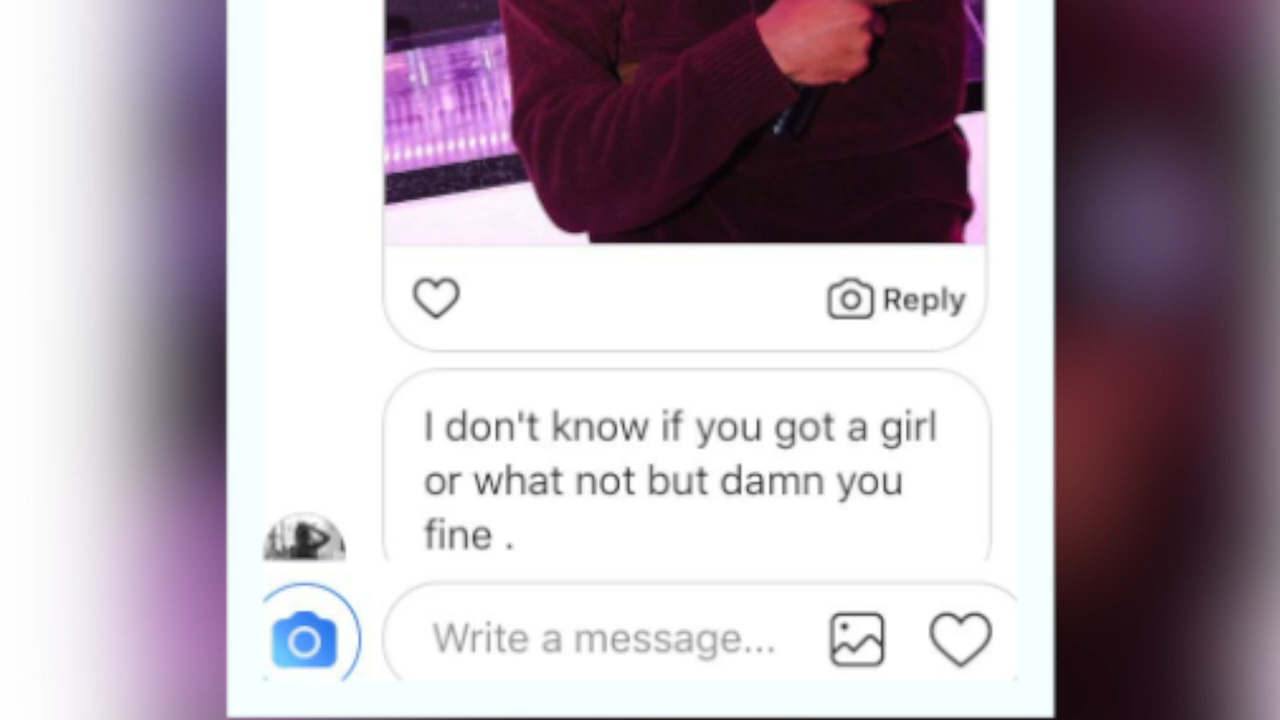 Reply
I don't know if you got a girl
or what not but damn you
fine .
Write a message...